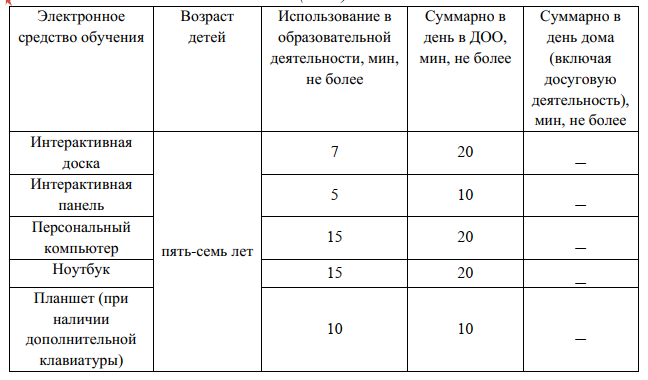 Электронное
средство обучения
Возраст
детей
Использование в
образовательной
деятельности, мин,
не более
Суммарно в
день в ДОО,
мин, не более
Суммарно в
день дома
(включая
досуговую
деятельность),
мин, не более
Интерактивная
доска
пять-семь лет
7
20
_
Интерактивная
панель
5
10
_
Персональный
компьютер
15
20
_
Ноутбук
15
20
_
Планшет (при
наличии
дополнительной
клавиатуры)
10
10
_